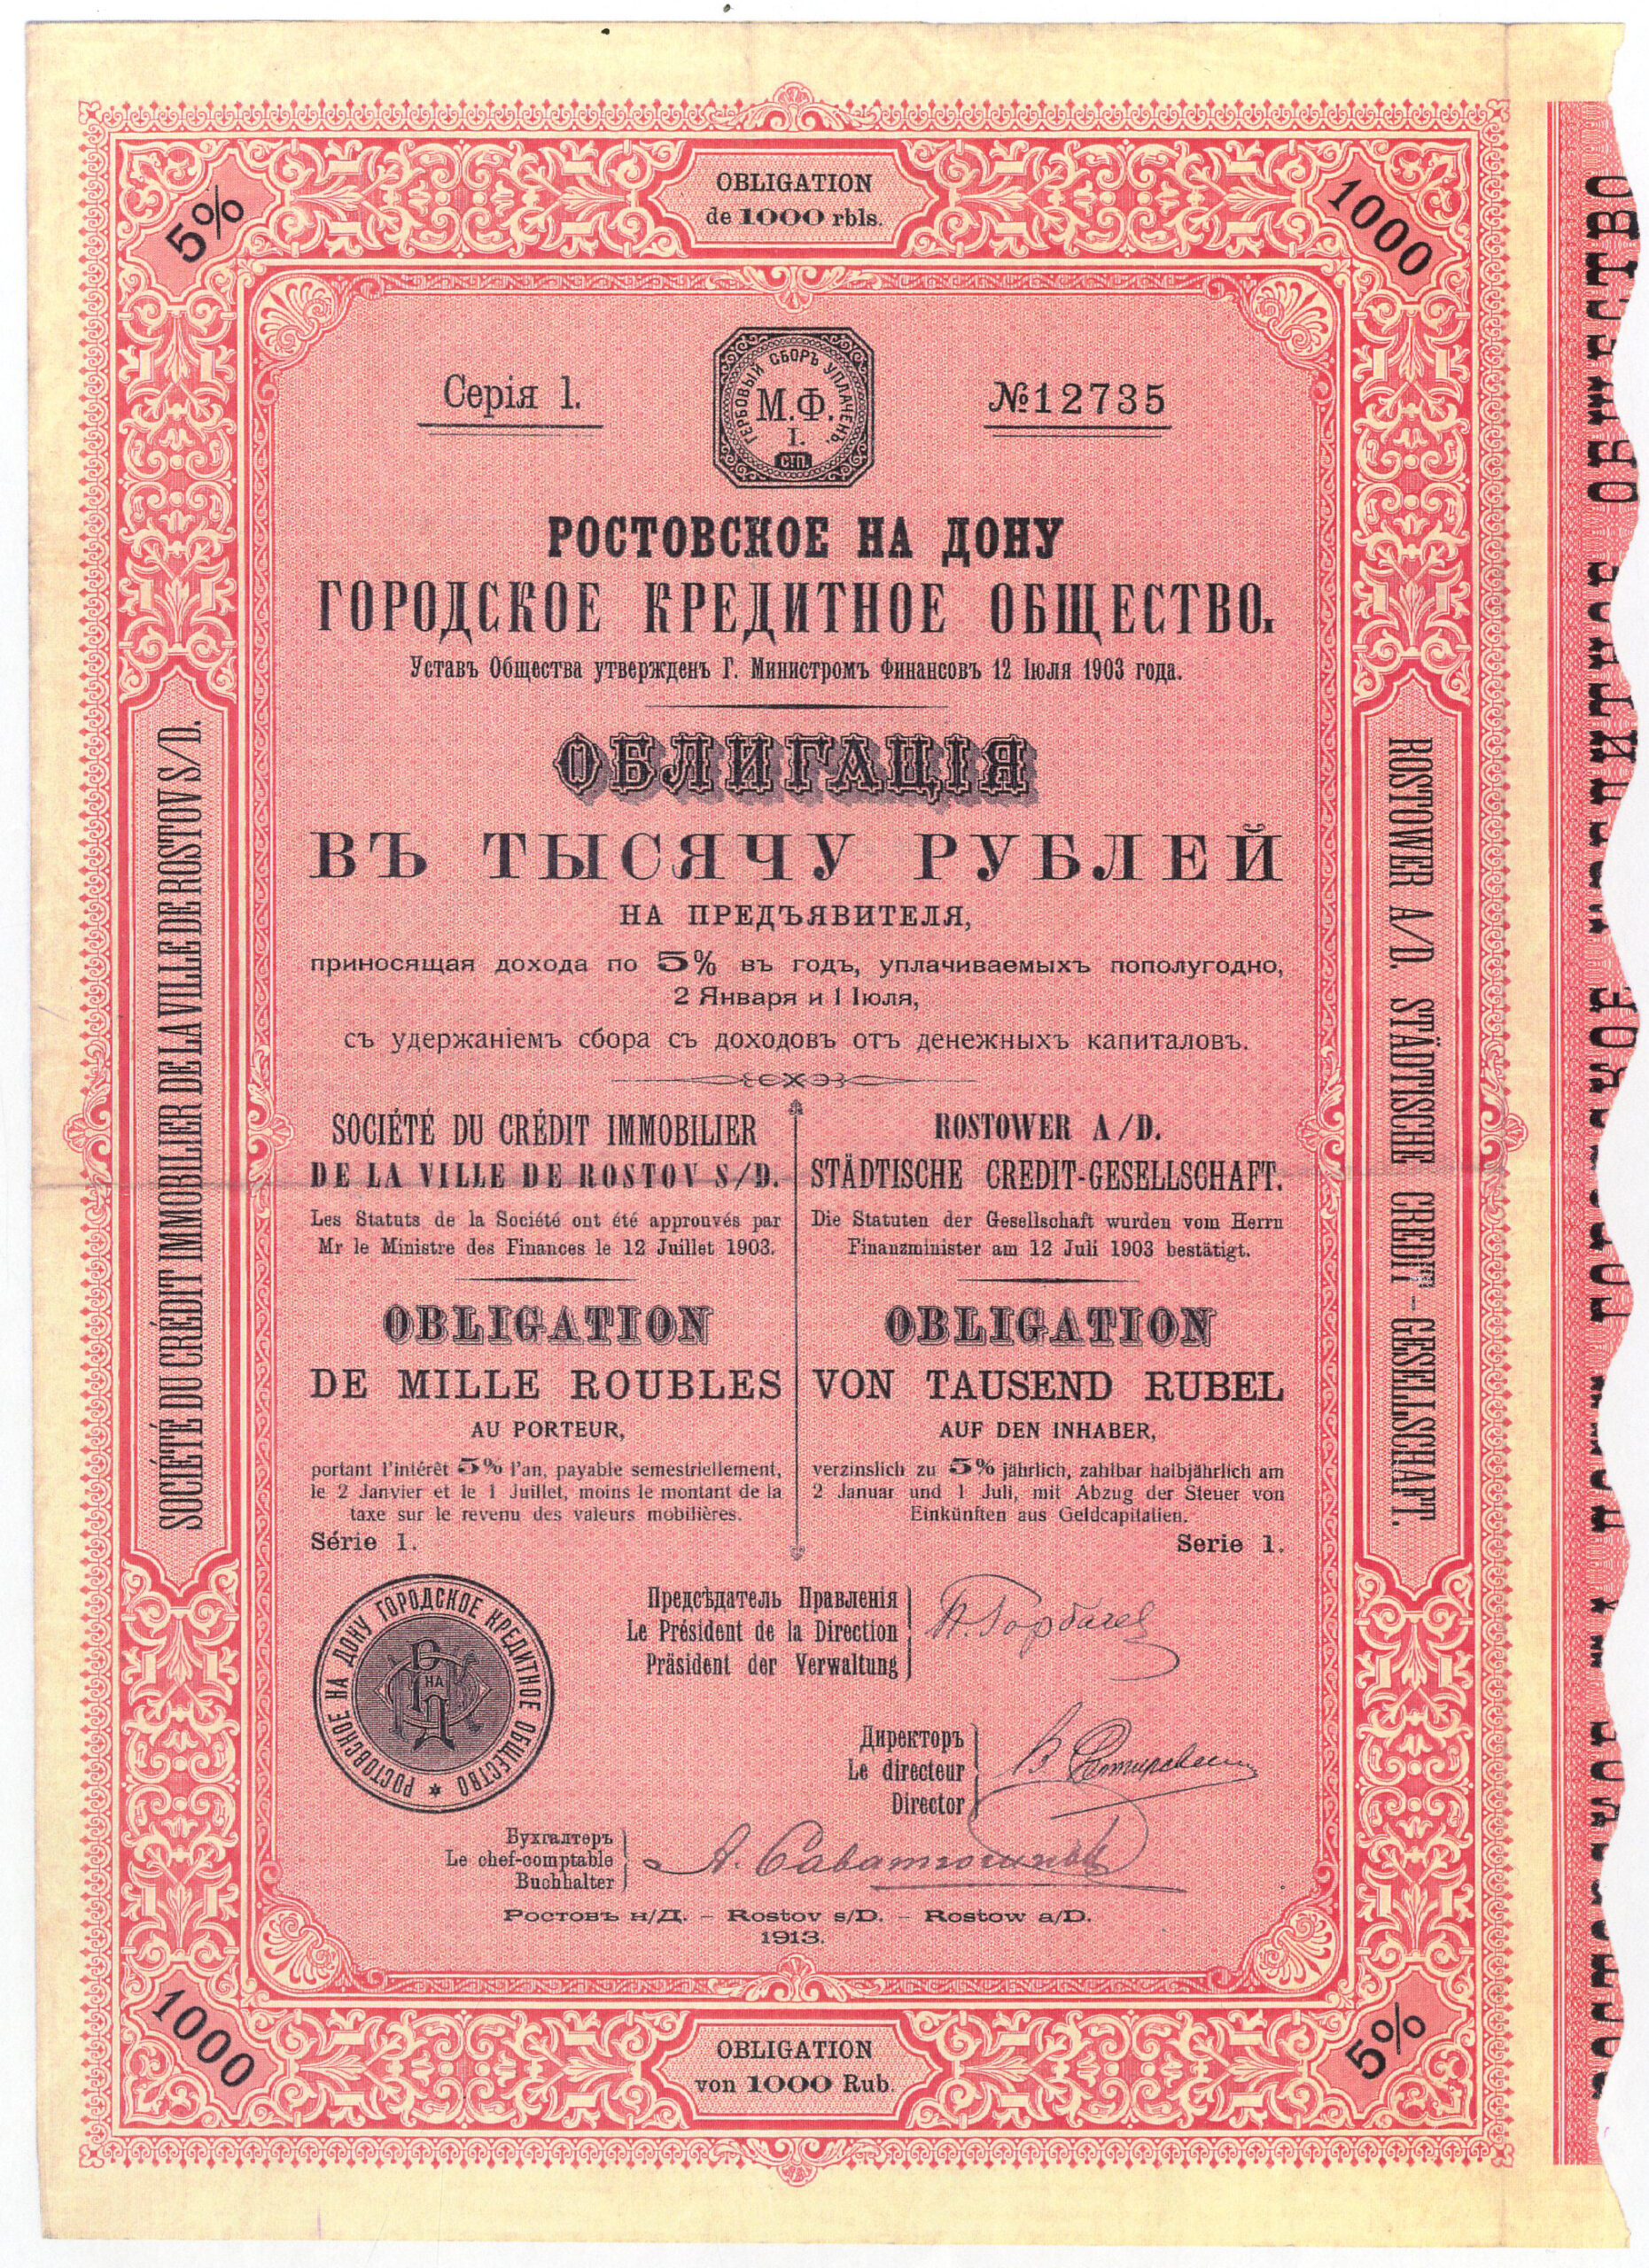 OBLIGATION
de 1000 rbls.
5%
1000
Серія 1.
ГЕРБОВЫЙ СБОРЪ УПЛАЧЕНЪ.
М.Ф.
I.
СТП.
№12735
РОСТОВСКОЕ НА ДОНУ
ГОРОДСКОЕ КРЕДИТНОЕ ОБЩЕСТВО.
Уставъ Общества утвержденъ Г. Министромъ Финансовъ 12 Іюля 1903 года.
ОБЛИГАЦІЯ
ВЪ ТЫСЯЧУ РУБЛЕЙ
НА ПРЕДЪЯВИТЕЛЯ,
приносящая дохода по 5% въ годъ, уплачиваемыхъ пополугодно,
2 Января и 1 Іюля,
съ удержаніемъ сбора съ доходовъ отъ денежныхъ капиталовъ.
SOCIÉTÉ DU CRÉDIT IMMOBILIER
DE LA VILLE DE ROSTOV S/D.
Les Statuts de la Société ont été approuvés par
Mr le Ministre des Finances le 12 Juillet 1903.
OBLIGATION
DE MILLE ROUBLES
AU PORTEUR,
portant l'intérêt 5% l'an, payable semestriellement,
le 2 Janvier et le 1 Juillet, moins le montant de la
taxe sur le revenu des valeurs mobilières.
Série 1.
ROSTOWER A/D.
STÄDTISCHE CREDIT-GESELLSCHAFT.
Die Statuten der Gesellschaft wurden vom Herrn
Finanzminister am 12 Juli 1903 bestätigt.
OBLIGATION
VON TAUSEND RUBEL
AUF DEN INHABER,
verzinslich zu 5% jährlich, zahlbar halbjährlich am
2 Januar und 1 Juli, mit Abzug der Steuer von
Einkünften aus Geldcapitalien.
Serie 1.
РОСТОВСКОЕ НА ДОНУ ГОРОДСКОЕ КРЕДИТНОЕ ОБЩЕСТВО
НА
Предсѣдатель Правленія
Le Président de la Direction
Präsident der Verwaltung
Н. Горбачев
Директоръ
Le directeur
Director
Бухгалтеръ
Le chef-comptable
Buchhalter
Ростовъ н/Д. – Rostov s/D. – Rostow a/D.
1913.
1000
5%
OBLIGATION
von 1000 Rub.
SOCIÉTÉ DU CRÉDIT IMMOBILIER DE LA VILLE DE ROSTOV S/D.
ROSTOWER A/D. STÄDTISCHE CREDIT-GESELLSCHAFT.
РОСТОВСКОЕ НА ДОНУ ГОРОДСКОЕ КРЕДИТНОЕ ОБЩЕСТВО